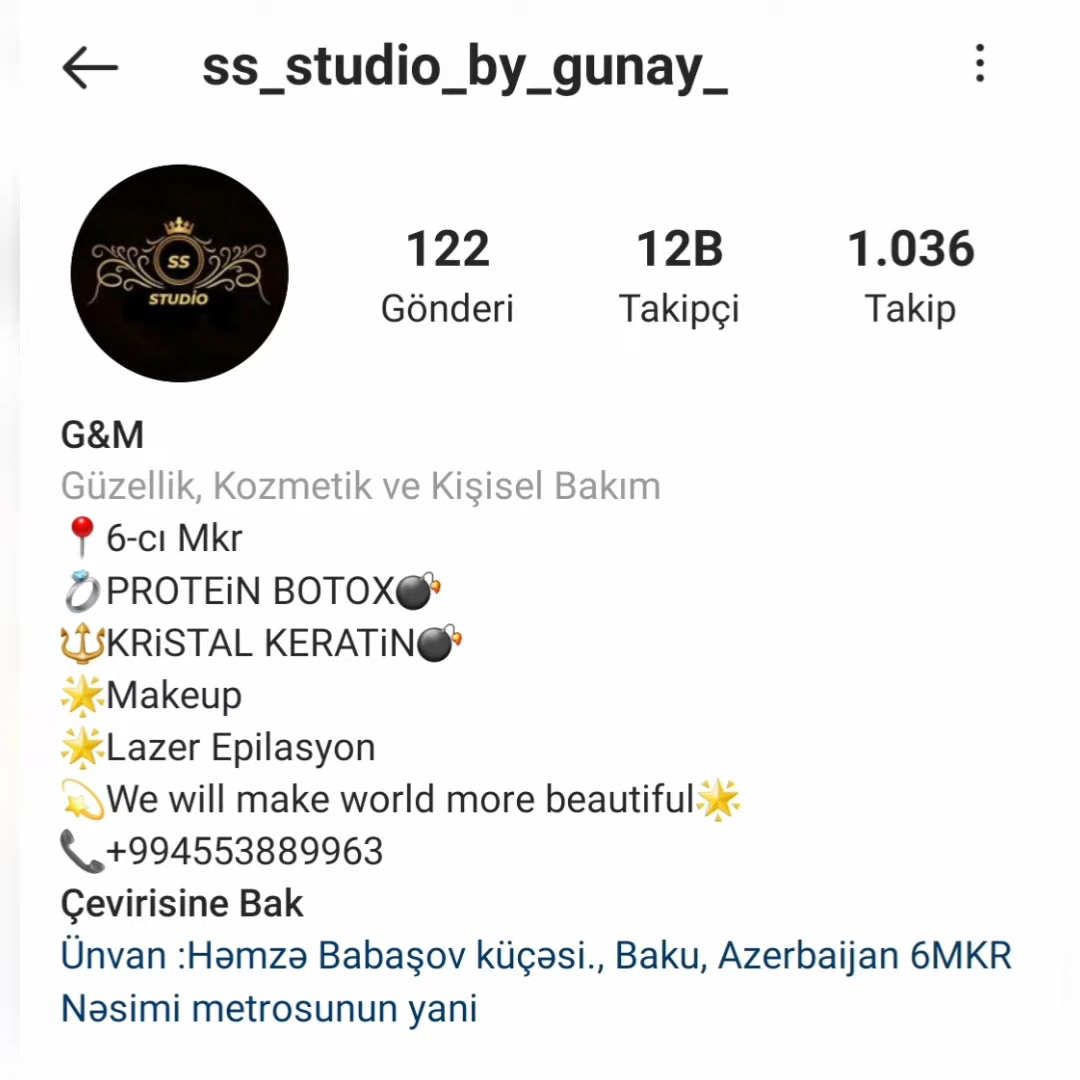 ss_studio_by_gunay_
SS
STUDİO
122 12B 1.036
Gönderi Takipçi Takip
G&M
Güzellik, Kozmetik ve Kişisel Bakım
📍6-cı Mkr
💍PROTEiN BOTOX💣
🔱KRiSTAL KERATiN💣
🌟Makeup
🌟Lazer Epilasyon
💫We will make world more beautiful🌟
📞+994553889963
Çevirisine Bak
Ünvan :Həmzə Babaşov küçəsi., Baku, Azerbaijan 6MKR
Nəsimi metrosunun yani